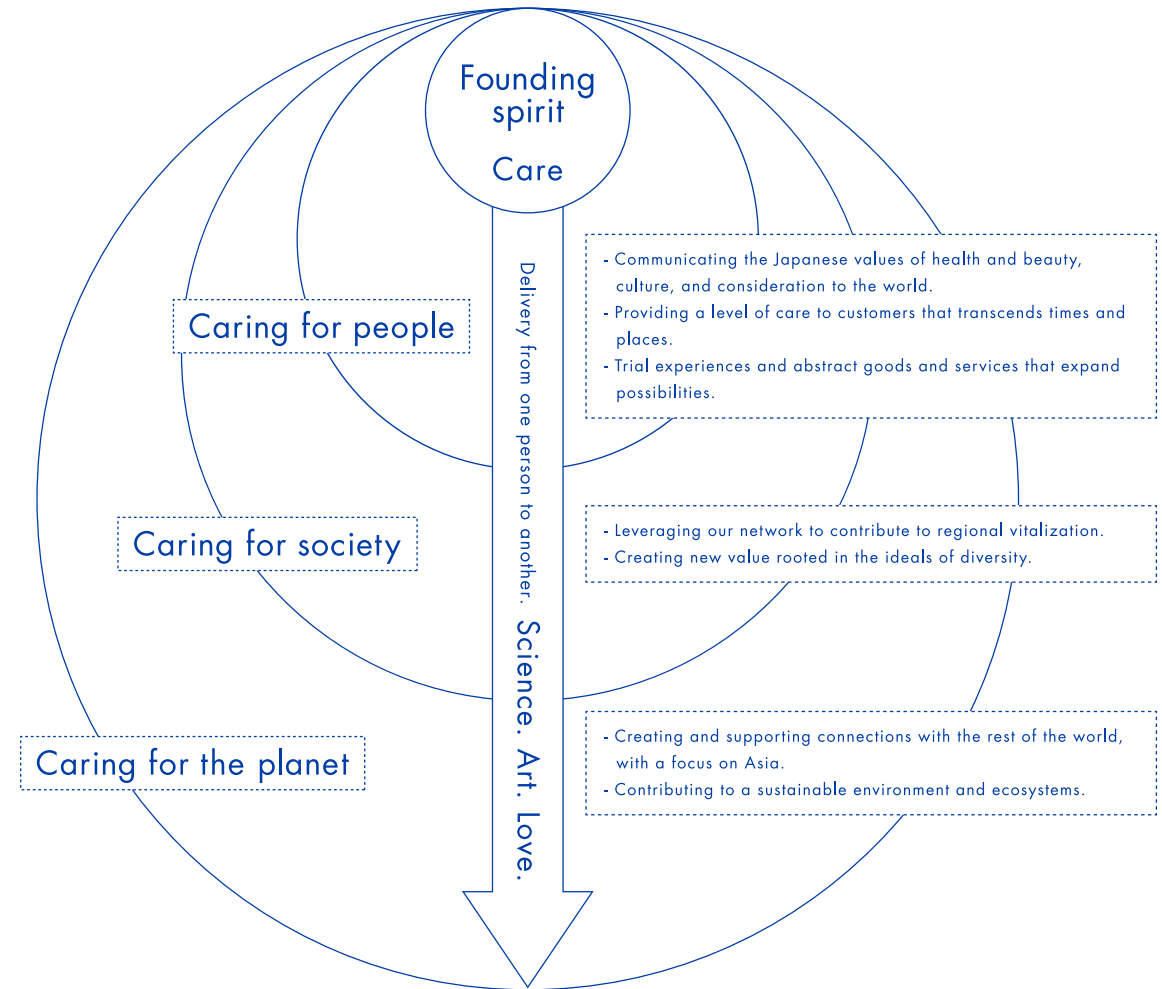 Founding
spirit
Care
Delivery from one person to another. Science. Art. Love.
Caring for people
- Communicating the Japanese values of health and beauty,
culture, and consideration to the world.
- Providing a level of care to customers that transcends times and
places.
- Trial experiences and abstract goods and services that expand
possibilities.
Caring for society
- Leveraging our network to contribute to regional vitalization.
- Creating new value rooted in the ideals of diversity.
Caring for the planet
- Creating and supporting connections with the rest of the world,
with a focus on Asia.
- Contributing to a sustainable environment and ecosystems.